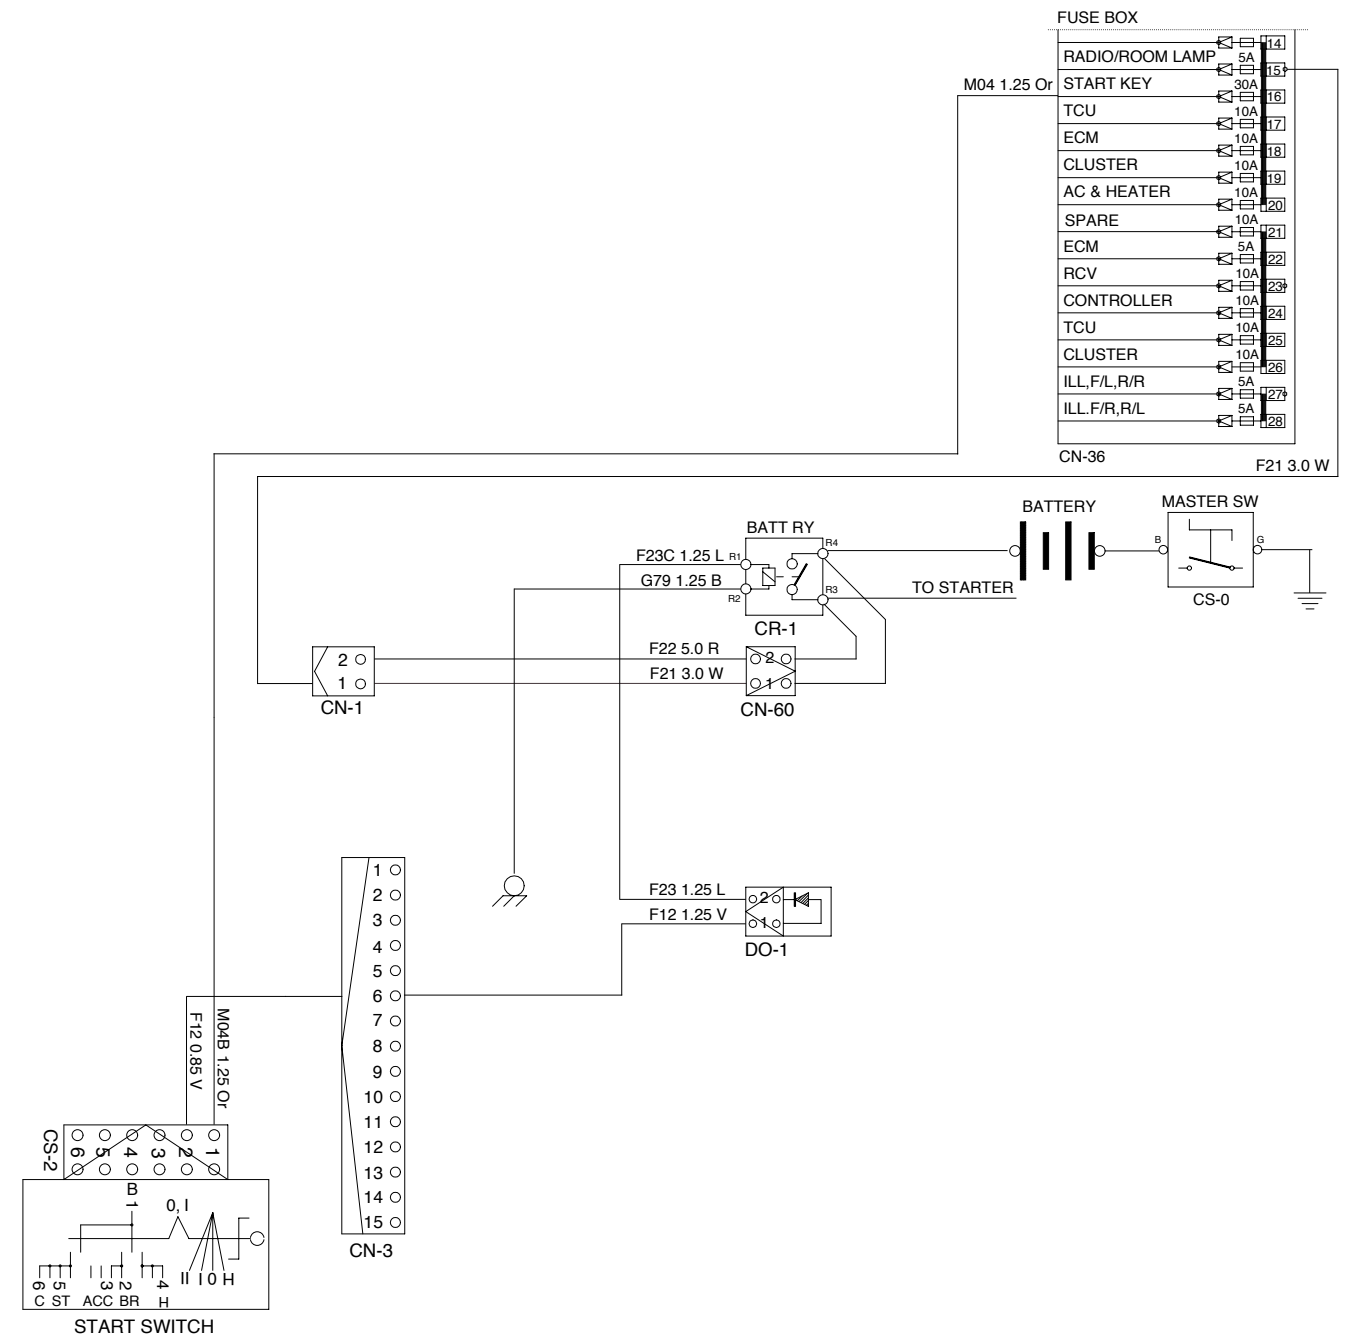 FUSE BOX
14
RADIO/ROOM LAMP 5A 15
M04 1.25 Or START KEY 30A 16
TCU 10A 17
ECM 10A 18
CLUSTER 10A 19
AC & HEATER 10A 20
SPARE 10A 21
ECM 5A 22
RCV 10A 23
CONTROLLER 10A 24
TCU 10A 25
CLUSTER 10A 26
ILL,F/L,R/R 5A 27
ILL.F/R,R/L 5A 28
CN-36
F21 3.0 W
BATTERY
MASTER SW
B
G
CS-0
BATT RY
F23C 1.25 L R1
R4
G79 1.25 B
R2
R3
TO STARTER
CR-1
F22 5.0 R
F21 3.0 W
2
1
CN-1
2
1
CN-60
1
2
3
4
5
6
7
8
9
10
11
12
13
14
15
CN-3
F23 1.25 L
F12 1.25 V
2
1
DO-1
M04B 1.25 Or
F12 0.85 V
CS-2
6 5 4 3 2 1
B
1
0, I
II I 0 H
6 5 3 2 4
C ST ACC BR H
START SWITCH